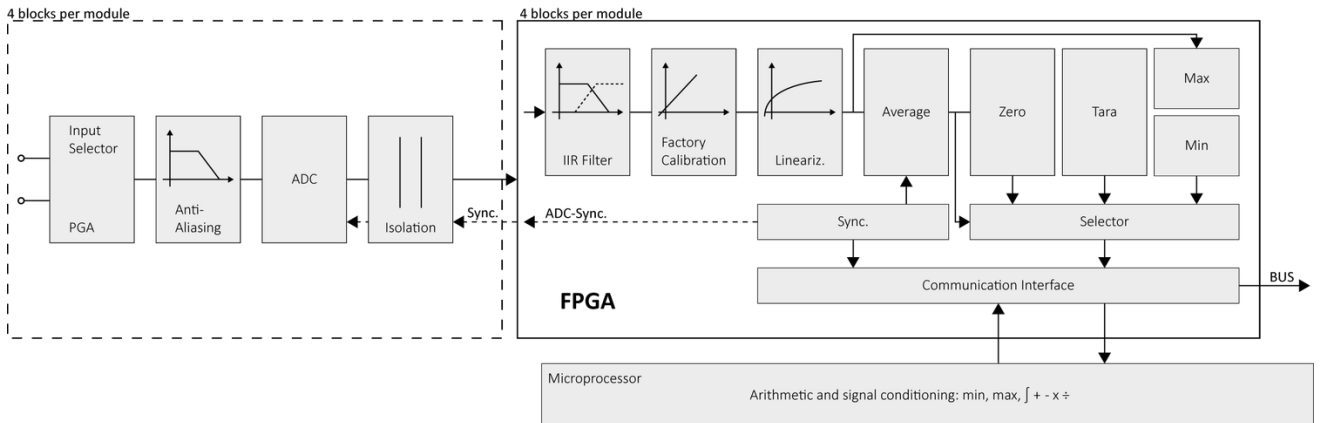 4 blocks per module
Input
Selector
PGA
Anti-
Aliasing
ADC
Isolation
Sync.
4 blocks per module
IIR Filter
Factory
Calibration
Lineariz.
Average
Zero
Tara
Max
Min
ADC-Sync.
Sync.
Selector
Communication Interface
BUS
FPGA
Microprocessor
Arithmetic and signal conditioning: min, max, ∫ + - x ÷